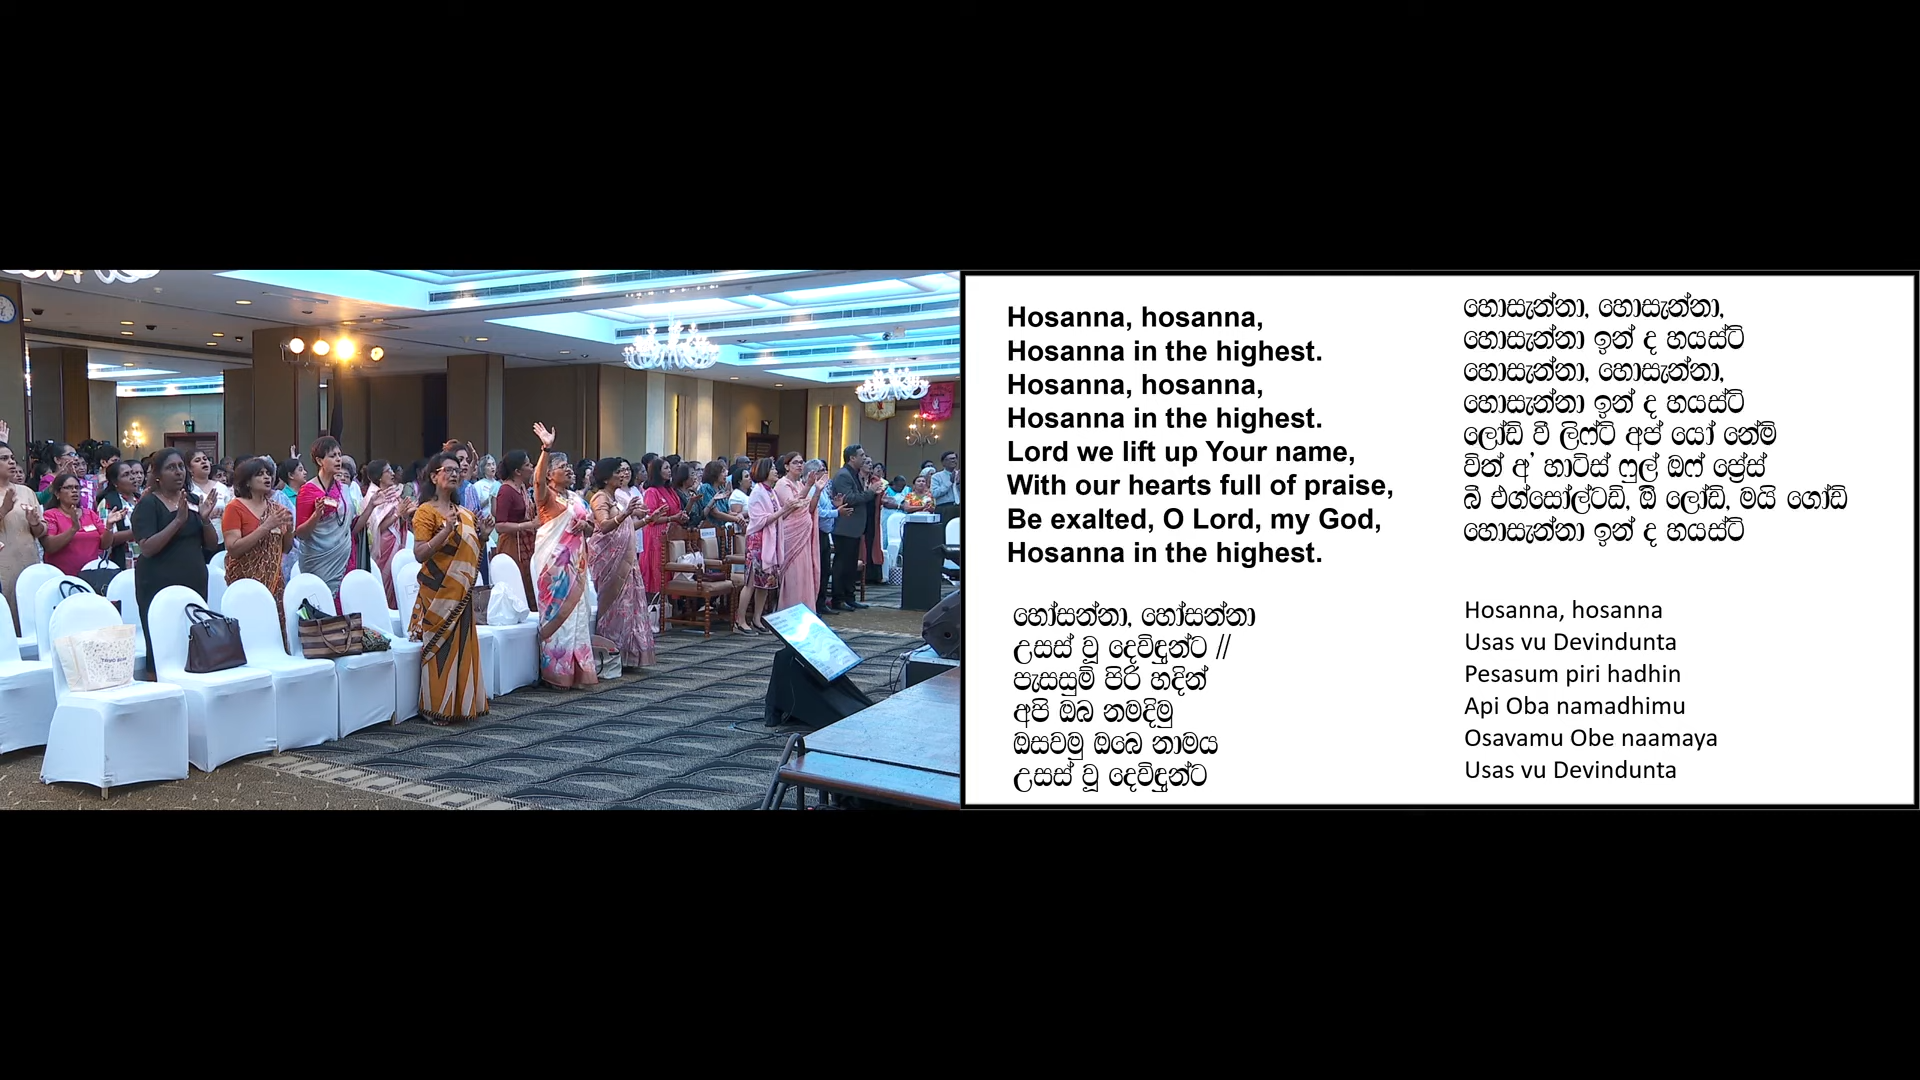 Hosanna, hosanna,
Hosanna in the highest.
Hosanna, hosanna,
Hosanna in the highest.
Lord we lift up Your name,
With our hearts full of praise,
Be exalted, O Lord, my God,
Hosanna in the highest.
හොසැන්නා, හොසැන්නා,
හොසැන්නා ඉන් ද හයස්ට්
හොසැන්නා, හොසැන්නා,
හොසැන්නා ඉන් ද හයස්ට්
ලෝඩ් වී ලිෆ්ට් අප් යෝ නේම්
විත් අ' හාට්ස් ෆුල් ඔෆ් ප්‍රේස්
බී එග්සෝල්ටඩ්, ඕ ලෝඩ්, මයි ගෝඩ්
හොසැන්නා ඉන් ද හයස්ට්
හෝසන්නා, හෝසන්නා
උසස් වූ දෙවිඳුන්ට //
පැසසුම් පිරි හදින්
අපි ඔබ නමදිමු
ඔසවමු ඔබෙ නාමය
උසස් වූ දෙවිඳුන්ට
Hosanna, hosanna
Usas vu Devindunta
Pesasum piri hadhin
Api Oba namadhimu
Osavamu Obe naamaya
Usas vu Devindunta